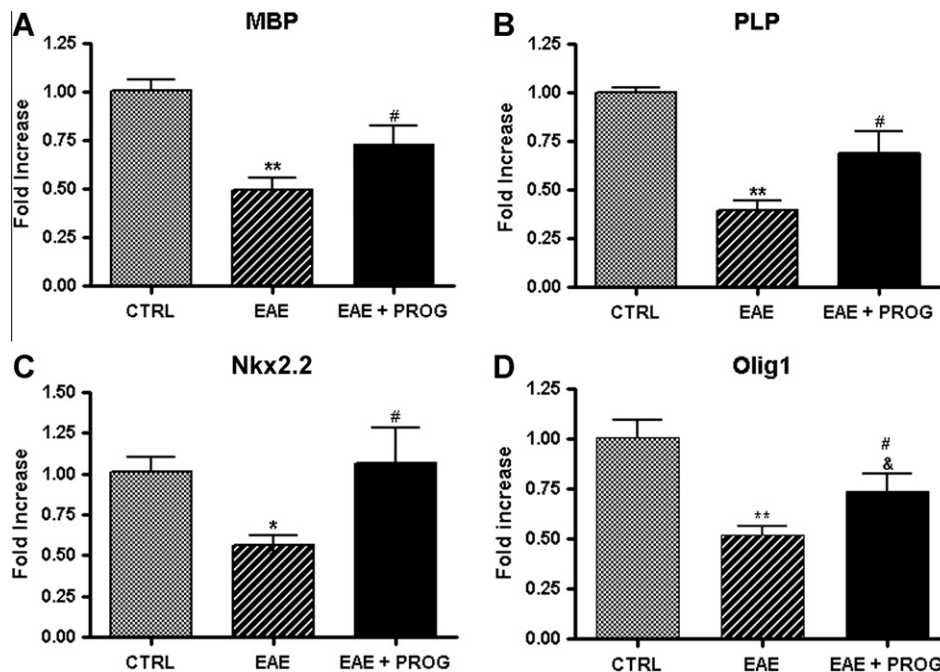 A
MBP
1.25
1.00
0.75
0.50
0.25
0.00
Fold Increase
**
#
CTRL
EAE
EAE + PROG
B
PLP
1.25
1.00
0.75
0.50
0.25
0.00
Fold Increase
**
#
CTRL
EAE
EAE + PROG
C
Nkx2.2
1.50
1.25
1.00
0.75
0.50
0.25
0.00
Fold Increase
*
#
CTRL
EAE
EAE + PROG
D
Olig1
1.25
1.00
0.75
0.50
0.25
0.00
Fold increase
**
#
&
CTRL
EAE
EAE + PROG